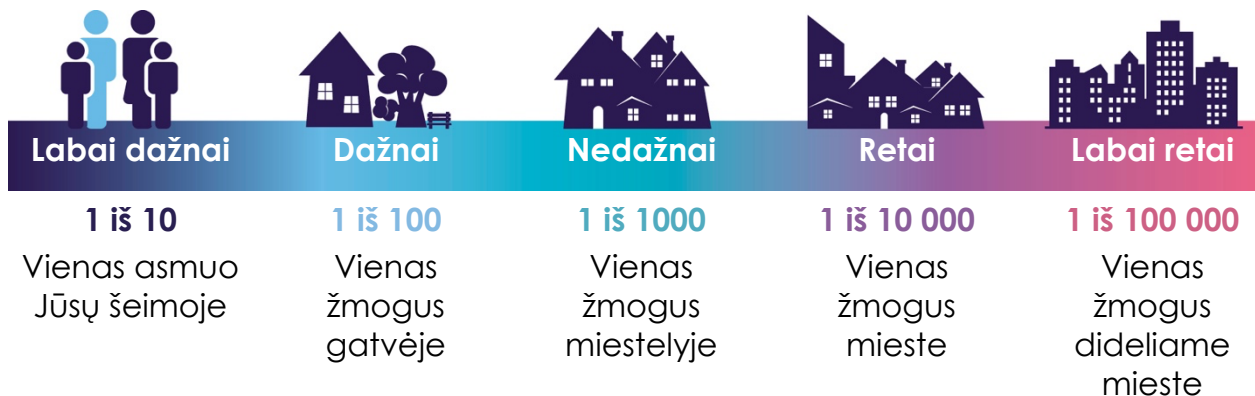 Labai dažnai
Dažnai
Nedažnai
Retai
Labai retai
1 iš 10
1 iš 100
1 iš 1000
1 iš 10 000
1 iš 100 000
Vienas asmuo
Jūsų šeimoje
Vienas
žmogus
gatvėje
Vienas
žmogus
miestelyje
Vienas
žmogus
mieste
Vienas
žmogus
dideliame
mieste